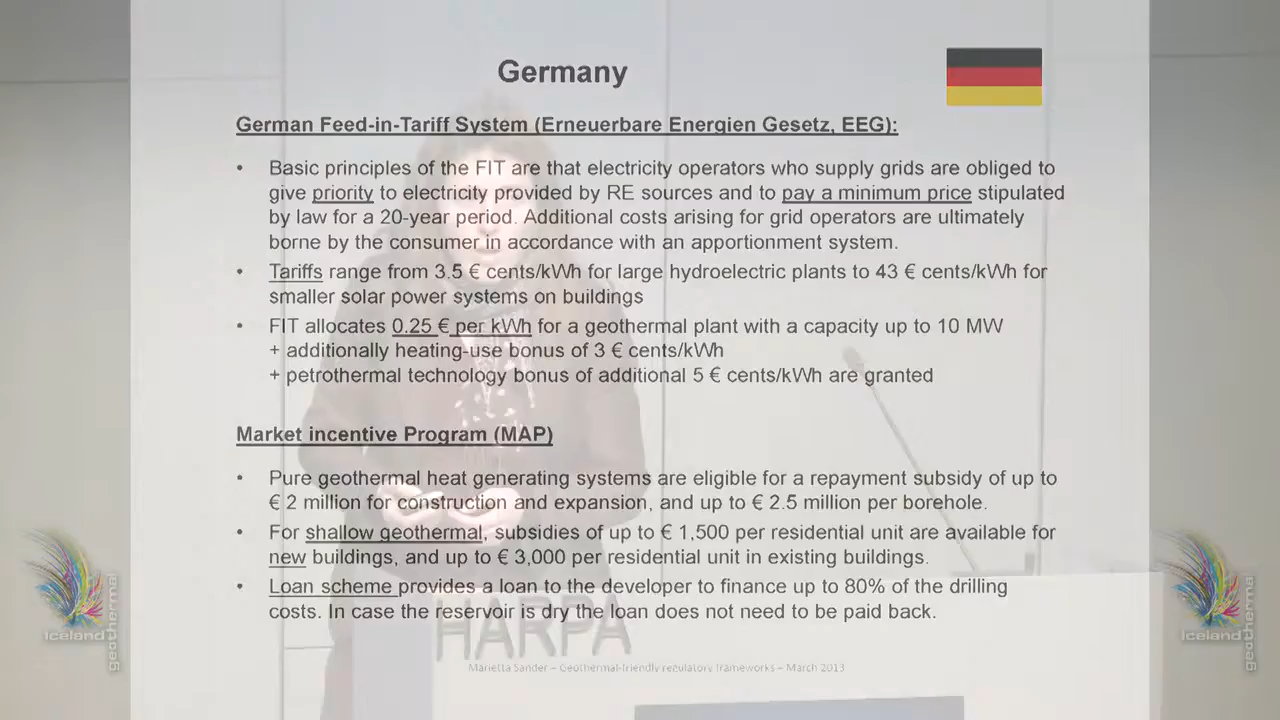 Germany
German Feed-in-Tariff System (Erneuerbare Energien Gesetz, EEG):
• Basic principles of the FIT are that electricity operators who supply grids are obliged to
give priority to electricity provided by RE sources and to pay a minimum price stipulated
by law for a 20-year period. Additional costs arising for grid operators are ultimately
borne by the consumer in accordance with an apportionment system.
• Tariffs range from 3.5 € cents/kWh for large hydroelectric plants to 43 € cents/kWh for
smaller solar power systems on buildings
• FIT allocates 0.25 € per kWh for a geothermal plant with a capacity up to 10 MW
+ additionally heating-use bonus of 3 € cents/kWh
+ petrothermal technology bonus of additional 5 € cents/kWh are granted
Market incentive Program (MAP)
• Pure geothermal heat generating systems are eligible for a repayment subsidy of up to
€ 2 million for construction and expansion, and up to € 2.5 million per borehole.
• For shallow geothermal, subsidies of up to € 1,500 per residential unit are available for
new buildings, and up to € 3,000 per residential unit in existing buildings.
• Loan scheme provides a loan to the developer to finance up to 80% of the drilling
costs. In case the reservoir is dry the loan does not need to be paid back.
HARPA
Marietta Sander – Geothermal-friendly regulatory frameworks – March 2013
Iceland
geothermal
Iceland
geothermal